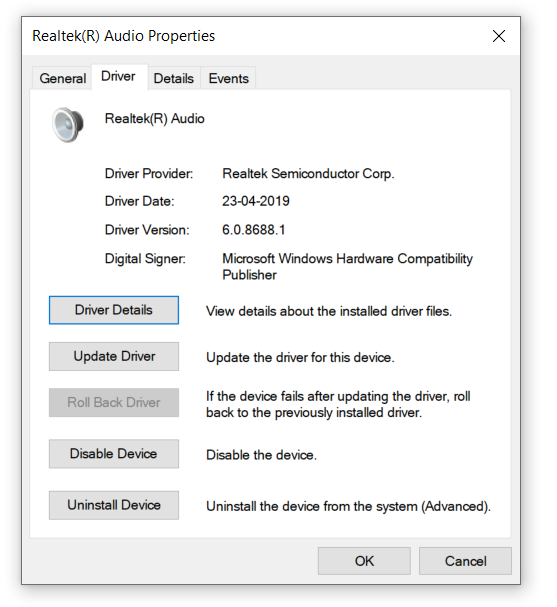 Realtek(R) Audio Properties
General Driver Details Events
Realtek(R) Audio
Driver Provider: Realtek Semiconductor Corp.
Driver Date: 23-04-2019
Driver Version: 6.0.8688.1
Digital Signer: Microsoft Windows Hardware Compatibility
Publisher
Driver Details View details about the installed driver files.
Update Driver Update the driver for this device.
Roll Back Driver If the device fails after updating the driver, roll
back to the previously installed driver.
Disable Device Disable the device.
Uninstall Device Uninstall the device from the system (Advanced).
OK Cancel